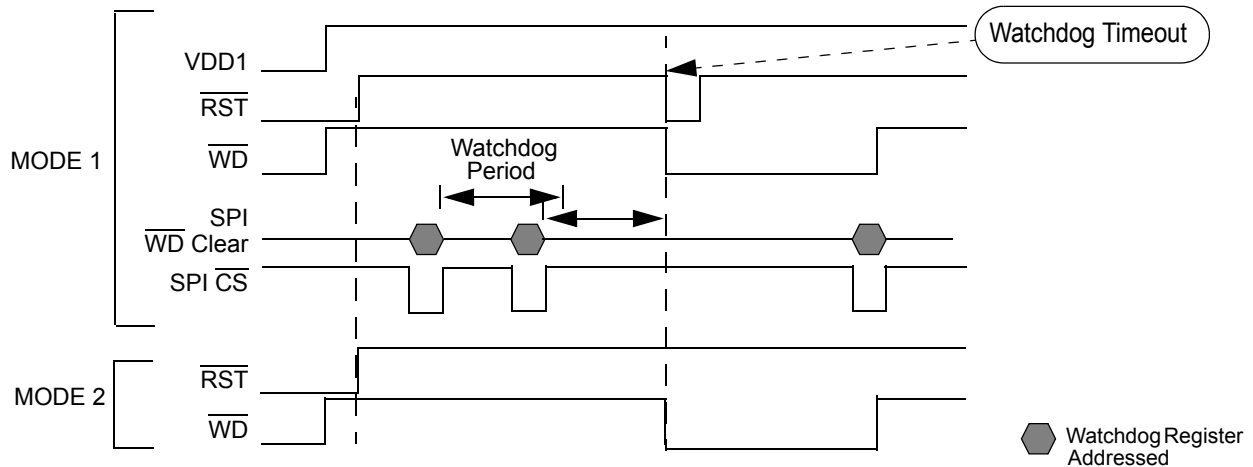 Watchdog Timeout
VDD1
RST
MODE 1
WD
Watchdog
Period
SPI
WD Clear
SPI CS
RST
MODE 2
WD
Watchdog Register
Addressed